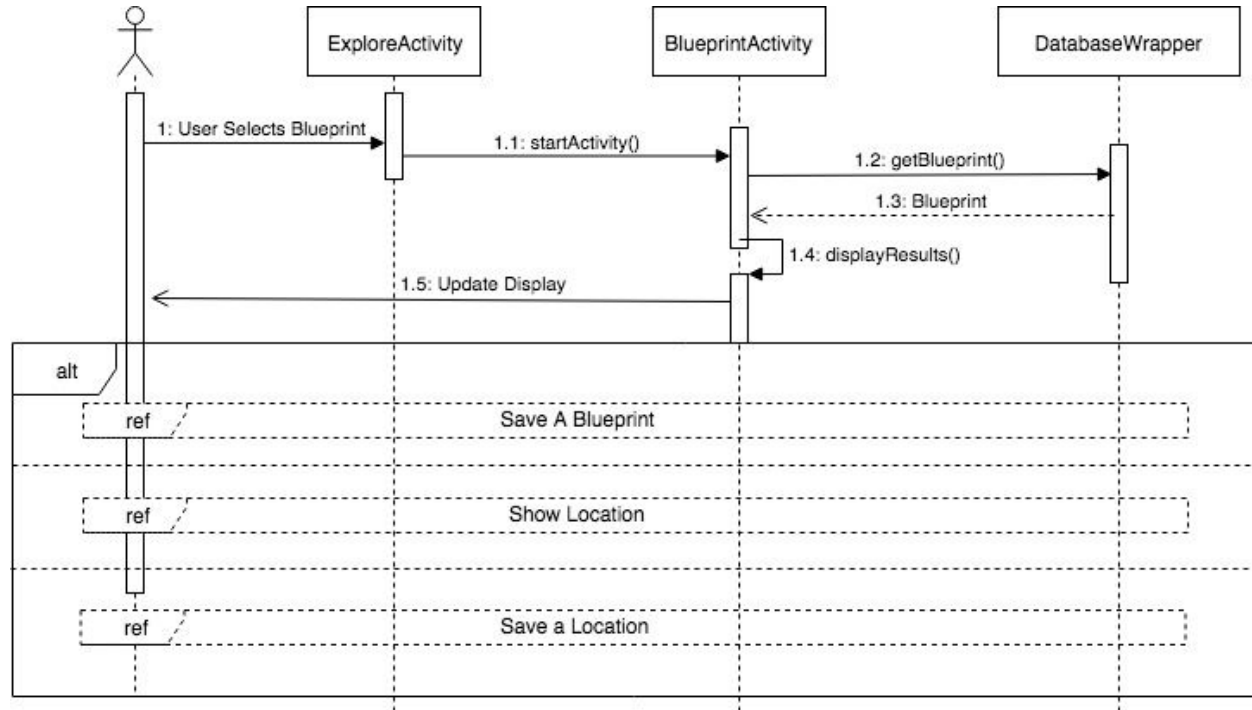 ExploreActivity
BlueprintActivity
DatabaseWrapper
1: User Selects Blueprint
1.1: startActivity()
1.2: getBlueprint()
1.3: Blueprint
1.4: displayResults()
1.5: Update Display
alt
ref
Save A Blueprint
ref
Show Location
ref
Save a Location